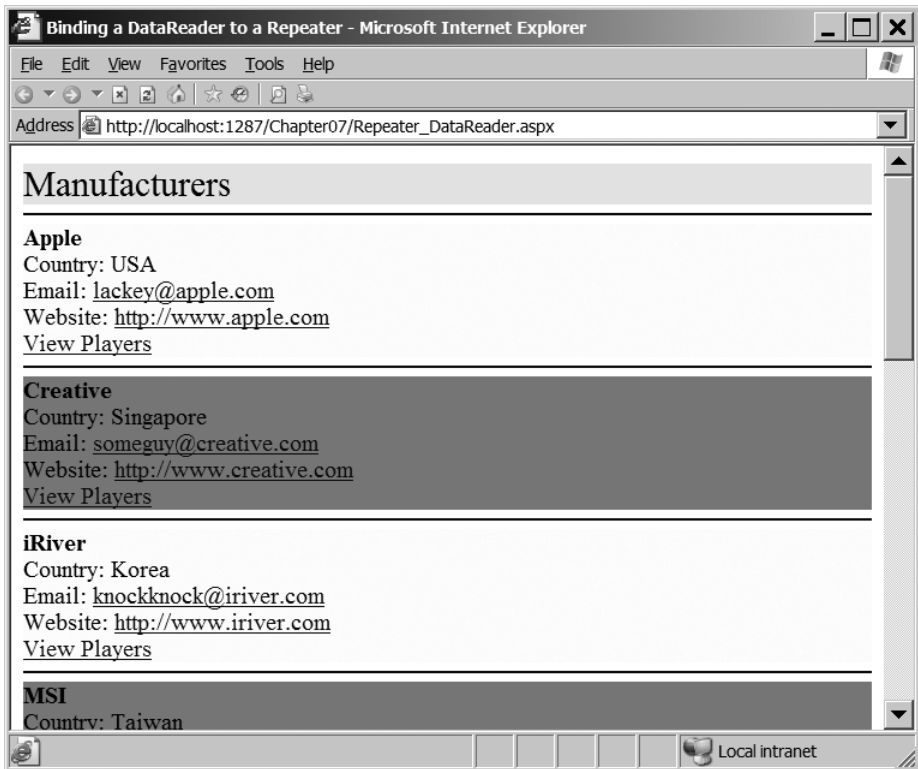 Binding a DataReader to a Repeater - Microsoft Internet Explorer
File Edit View Favorites Tools Help
Address http://localhost:1287/Chapter07/Repeater_DataReader.aspx
Manufacturers
Apple
Country: USA
Email: lackey@apple.com
Website: http://www.apple.com
View Players
Creative
Country: Singapore
Email: someguy@creative.com
Website: http://www.creative.com
View Players
iRiver
Country: Korea
Email: knockknock@iriver.com
Website: http://www.iriver.com
View Players
MSI
Country: Taiwan
Local intranet